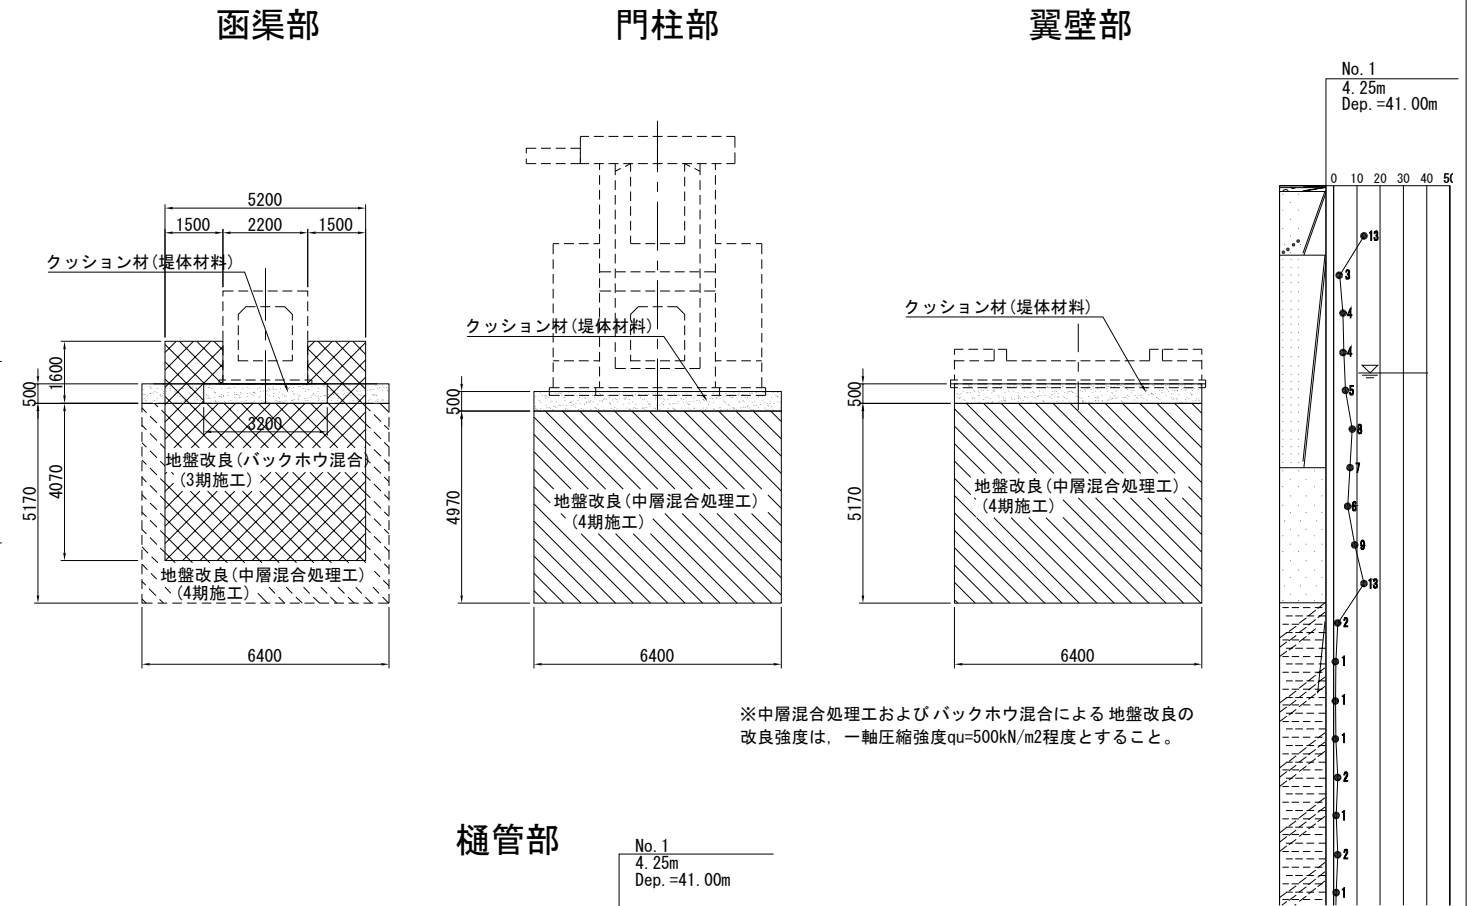 函渠部
門柱部
翼壁部
No.1
4.25m
Dep.=41.00m
0 10 20 30 40 50
13
3
4
4
5
8
7
6
9
13
2
1
1
1
2
1
2
1
5200
1500 2200 1500
クッション材(堤体材料)
1600
500
3200
4070
5170
地盤改良(バックホウ混合)
(3期施工)
地盤改良(中層混合処理工)
(4期施工)
6400
クッション材(堤体材料)
500
4970
地盤改良(中層混合処理工)
(4期施工)
6400
クッション材(堤体材料)
500
5170
地盤改良(中層混合処理工)
(4期施工)
6400
※中層混合処理工およびバックホウ混合による地盤改良の
改良強度は，一軸圧縮強度qu=500kN/m2程度とすること。
樋管部
No.1
4.25m
Dep.=41.00m